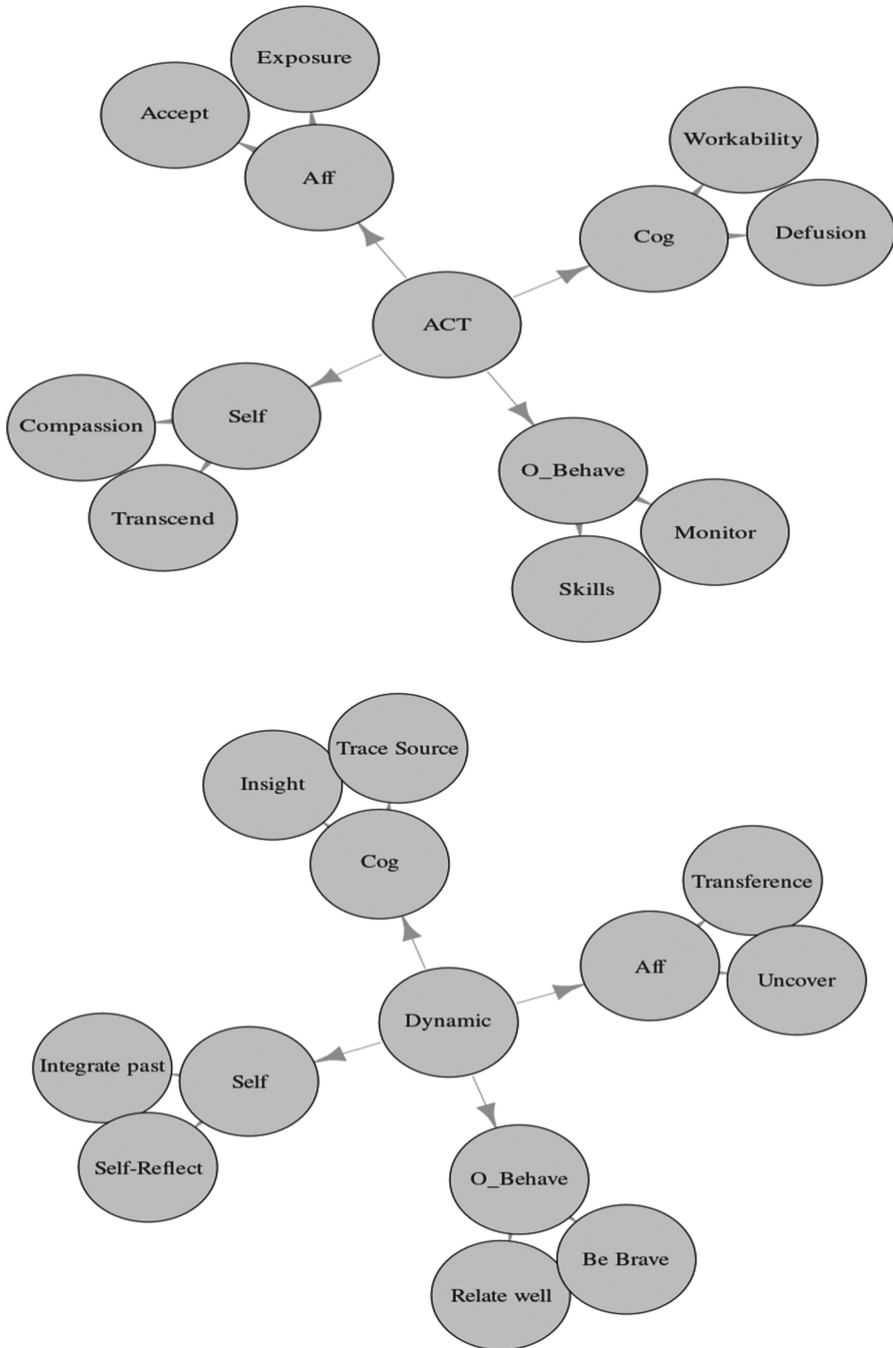 Exposure
Accept
Aff
Workability
Cog
Defusion
ACT
Self
Compassion
Transcend
O_Behave
Monitor
Skills
Trace Source
Insight
Cog
Transference
Aff
Uncover
Dynamic
Integrate past
Self
Self-Reflect
O_Behave
Be Brave
Relate well